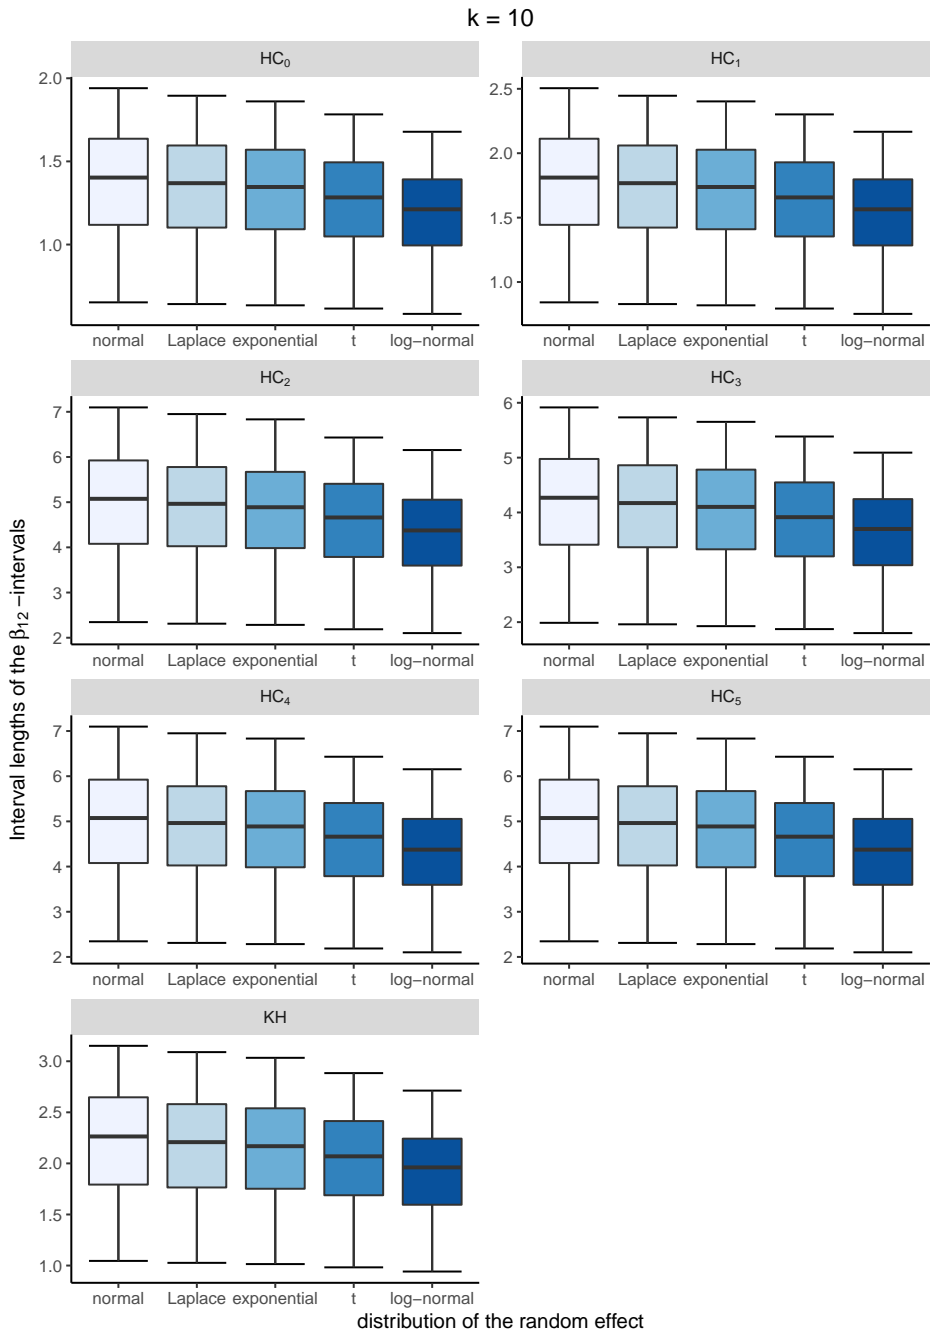 k = 10
HC₀
HC₁
2.0
1.5
1.0
2.5
2.0
1.5
1.0
normal Laplace exponential t log−normal
normal Laplace exponential t log−normal
HC₂
HC₃
7
6
5
4
3
2
6
5
4
3
2
normal Laplace exponential t log−normal
normal Laplace exponential t log−normal
Interval lengths of the β₁₂ −intervals
HC₄
HC₅
7
6
5
4
3
2
7
6
5
4
3
2
normal Laplace exponential t log−normal
normal Laplace exponential t log−normal
KH
3.0
2.5
2.0
1.5
1.0
normal Laplace exponential t log−normal
distribution of the random effect